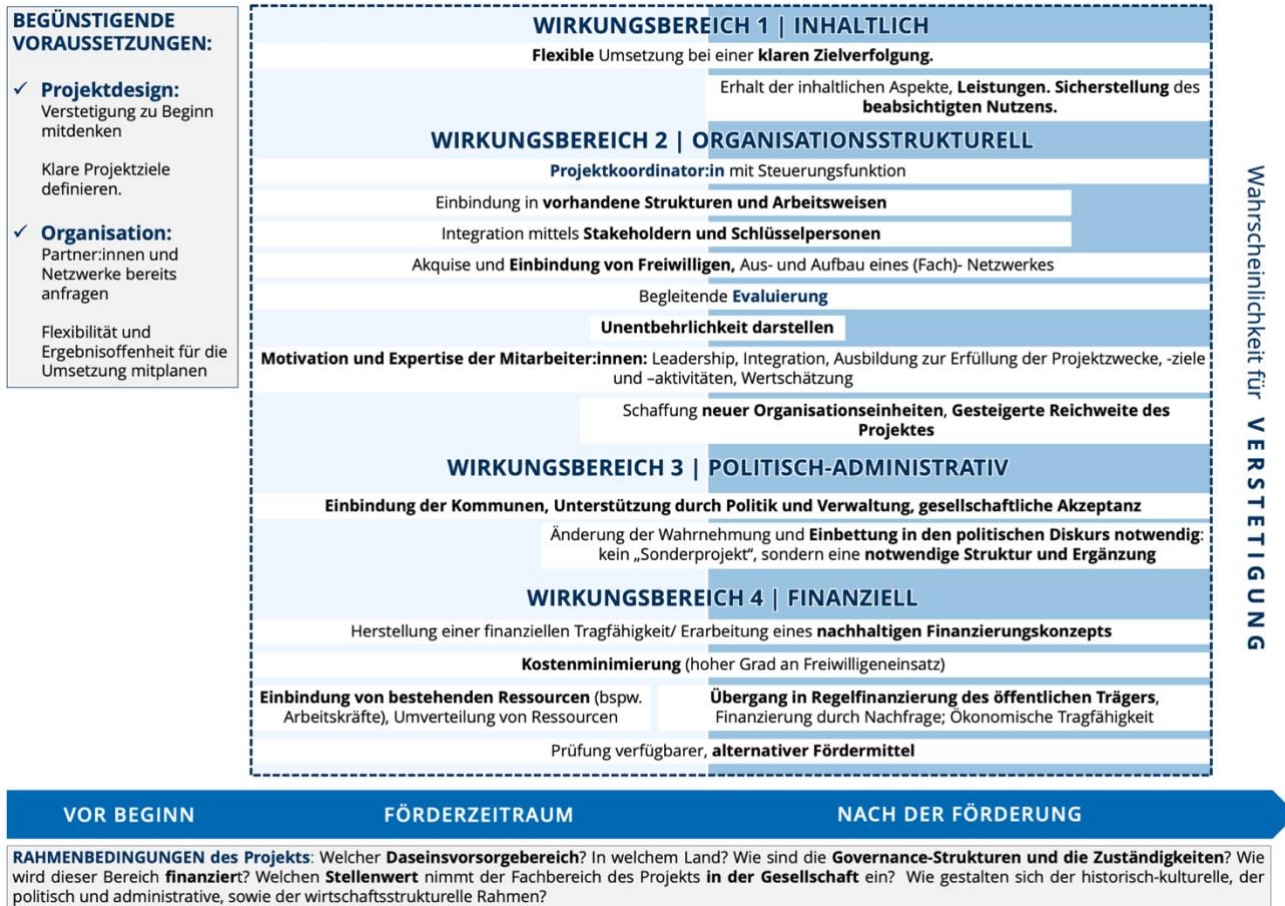 BEGÜNSTIGENDE
VORAUSSETZUNGEN:
✓ Projektdesign:
Verstetigung zu Beginn
mitdenken
Klare Projektziele
definieren.
✓ Organisation:
Partner:innen und
Netzwerke bereits
anfragen
Flexibilität und
Ergebnisoffenheit für die
Umsetzung mitplanen
WIRKUNGSBEREICH 1 | INHALTLICH
Flexible Umsetzung bei einer klaren Zielverfolgung.
Erhalt der inhaltlichen Aspekte, Leistungen. Sicherstellung des
beabsichtigten Nutzens.
WIRKUNGSBEREICH 2 | ORGANISATIONSSTRUKTURELL
Projektkoordinator:in mit Steuerungsfunktion
Einbindung in vorhandene Strukturen und Arbeitsweisen
Integration mittels Stakeholdern und Schlüsselpersonen
Akquise und Einbindung von Freiwilligen, Aus- und Aufbau eines (Fach)- Netzwerkes
Begleitende Evaluierung
Unentbehrlichkeit darstellen
Motivation und Expertise der Mitarbeiter:innen: Leadership, Integration, Ausbildung zur Erfüllung der Projektzwecke, -ziele
und –aktivitäten, Wertschätzung
Schaffung neuer Organisationseinheiten, Gesteigerte Reichweite des
Projektes
WIRKUNGSBEREICH 3 | POLITISCH-ADMINISTRATIV
Einbindung der Kommunen, Unterstützung durch Politik und Verwaltung, gesellschaftliche Akzeptanz
Änderung der Wahrnehmung und Einbettung in den politischen Diskurs notwendig:
kein „Sonderprojekt“, sondern eine notwendige Struktur und Ergänzung
WIRKUNGSBEREICH 4 | FINANZIELL
Herstellung einer finanziellen Tragfähigkeit/ Erarbeitung eines nachhaltigen Finanzierungskonzepts
Kostenminimierung (hoher Grad an Freiwilligeneinsatz)
Einbindung von bestehenden Ressourcen (bspw.
Arbeitskräfte), Umverteilung von Ressourcen
Übergang in Regelfinanzierung des öffentlichen Trägers,
Finanzierung durch Nachfrage; Ökonomische Tragfähigkeit
Prüfung verfügbarer, alternativer Fördermittel
Wahrscheinlichkeit für VERSTETIGUNG
VOR BEGINN
FÖRDERZEITRAUM
NACH DER FÖRDERUNG
RAHMENBEDINGUNGEN des Projekts: Welcher Daseinsvorsorgebereich? In welchem Land? Wie sind die Governance-Strukturen und die Zuständigkeiten? Wie
wird dieser Bereich finanziert? Welchen Stellenwert nimmt der Fachbereich des Projekts in der Gesellschaft ein? Wie gestalten sich der historisch-kulturelle, der
politisch und administrative, sowie der wirtschaftsstrukturelle Rahmen?